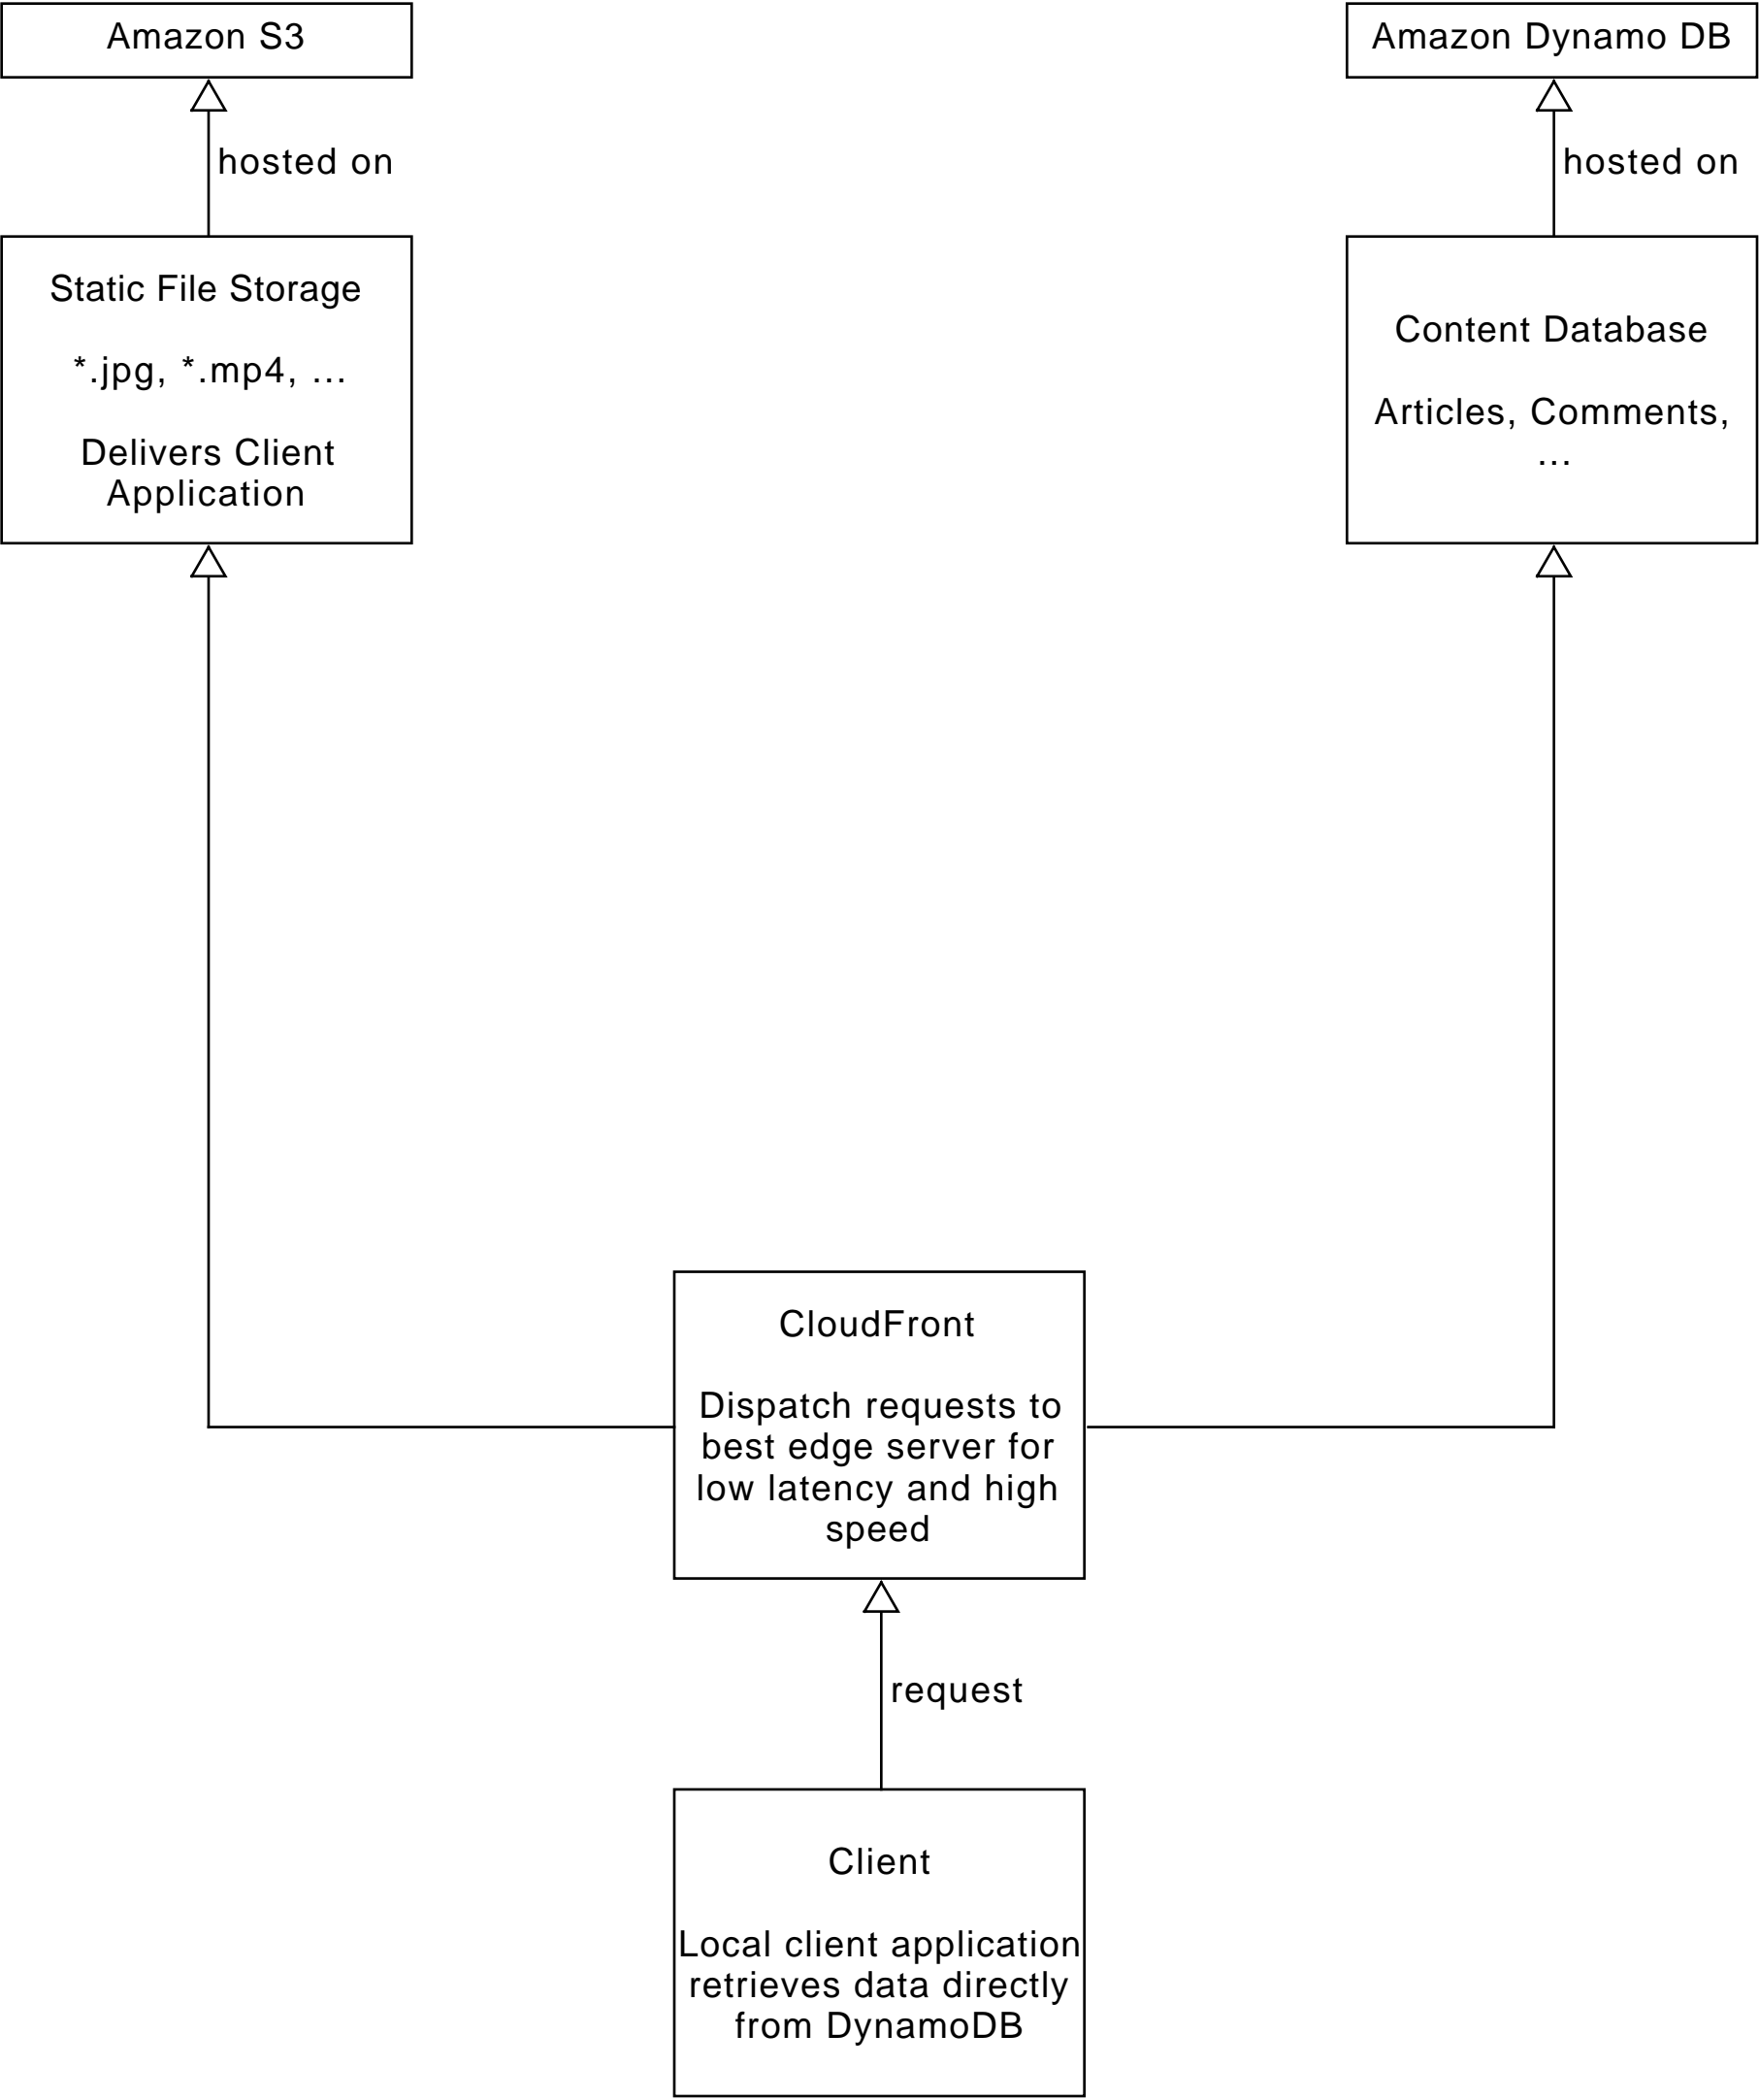 Amazon S3
Amazon Dynamo DB
hosted on
hosted on
Static File Storage
*.jpg, *.mp4, ...
Delivers Client
Application
Content Database
Articles, Comments,
...
CloudFront
Dispatch requests to
best edge server for
low latency and high
speed
request
Client
Local client application
retrieves data directly
from DynamoDB